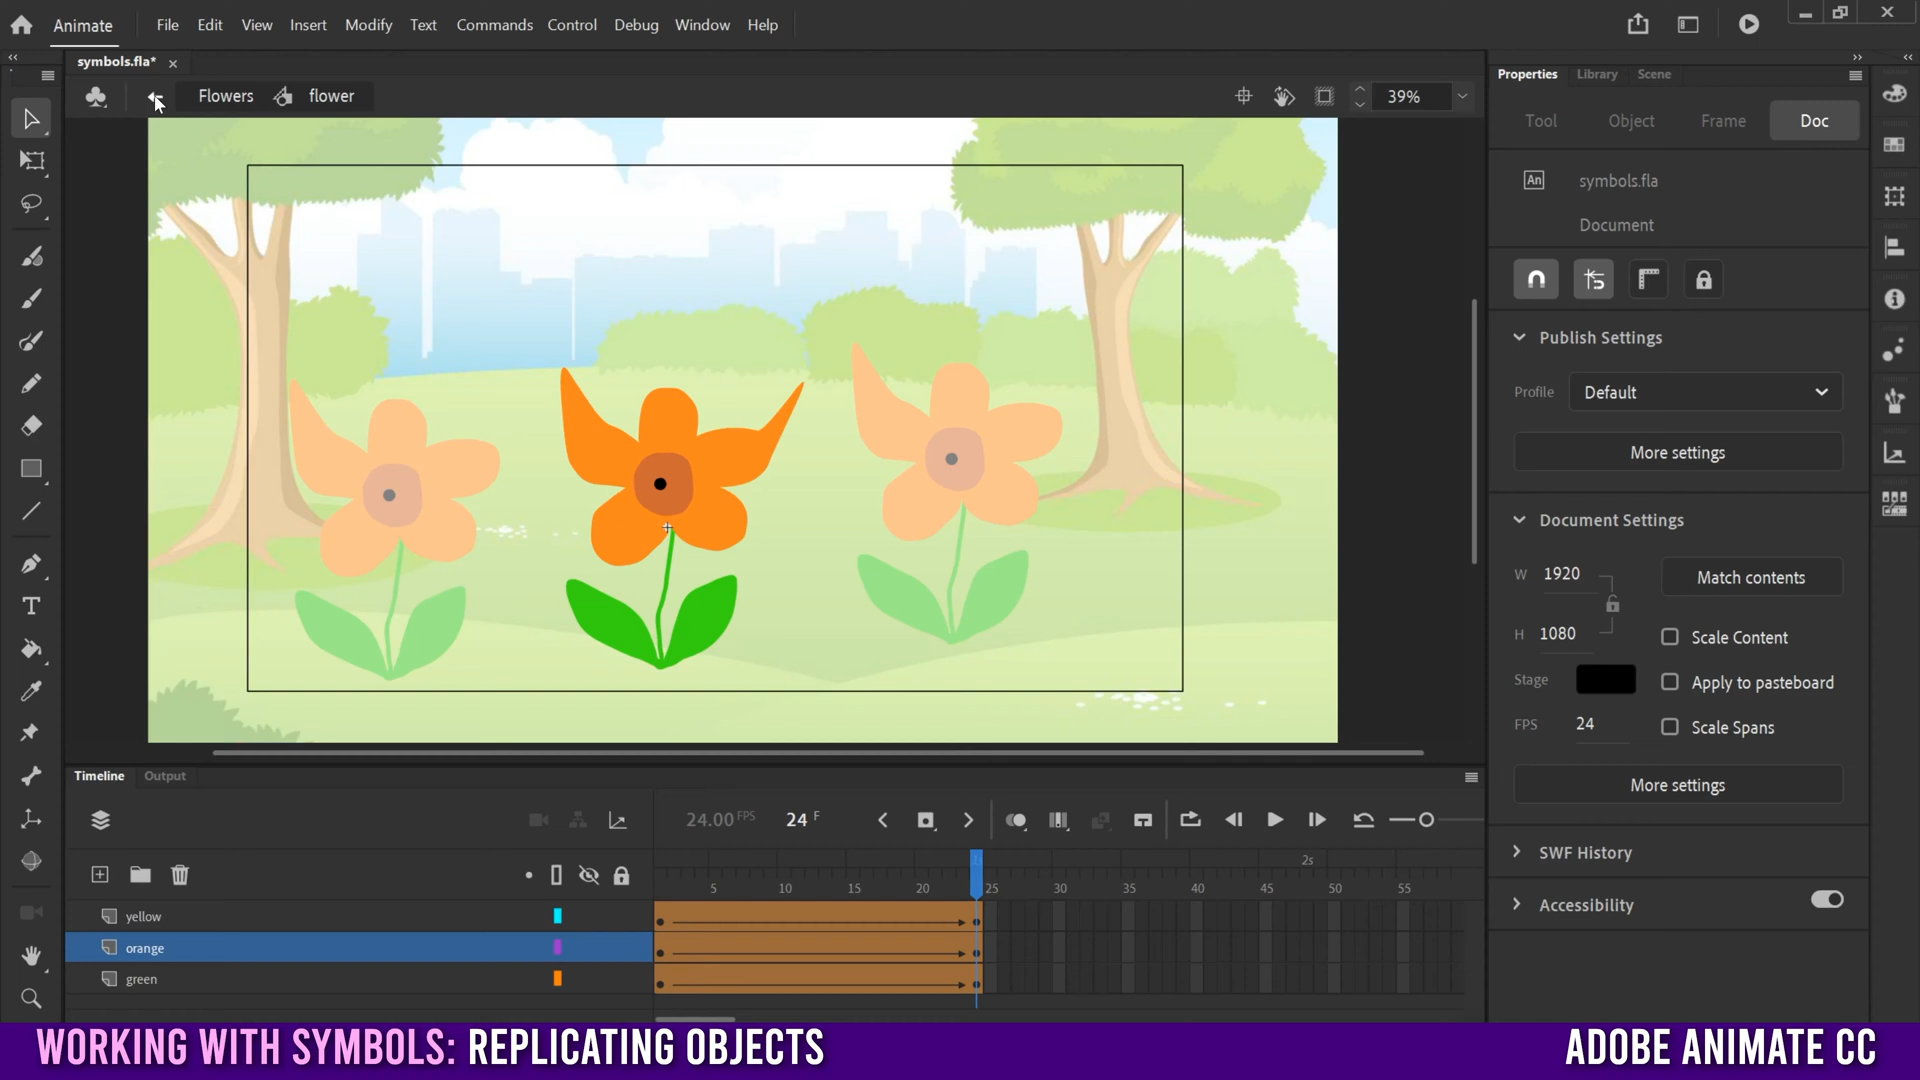 Animate File Edit View Insert Modify Text Commands Control Debug Window Help
symbols.fla*
Flowers flower 39%
Properties Library Scene
Tool Object Frame Doc
An symbols.fla
Document
Publish Settings
Profile Default
More settings
Document Settings
W 1920 Match contents
H 1080 Scale Content
Stage Apply to pasteboard
FPS 24 Scale Spans
More settings
SWF History
Accessibility
Timeline Output
24.00 FPS 24 F
2s
5 10 15 20 25 30 35 40 45 50 55
yellow
orange
green
WORKING WITH SYMBOLS: REPLICATING OBJECTS ADOBE ANIMATE CC